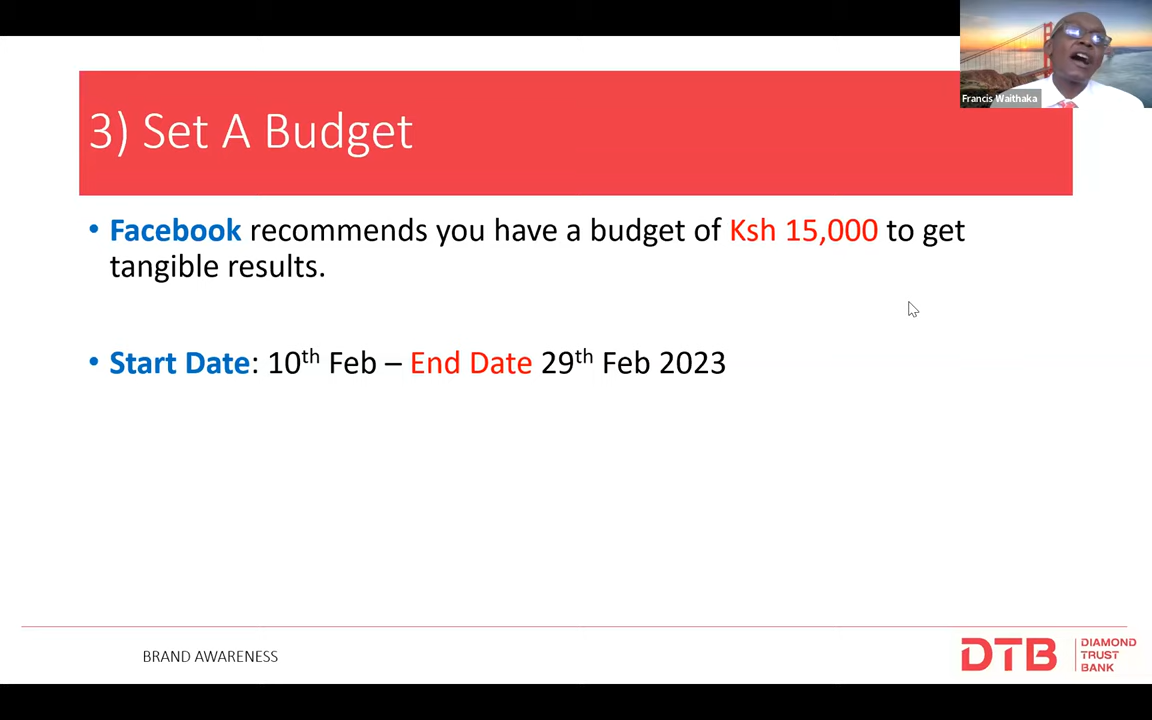 Francis Waithaka
3) Set A Budget
• Facebook recommends you have a budget of Ksh 15,000 to get
tangible results.
• Start Date: 10th Feb – End Date 29th Feb 2023
BRAND AWARENESS
DTB
DIAMOND
TRUST
BANK